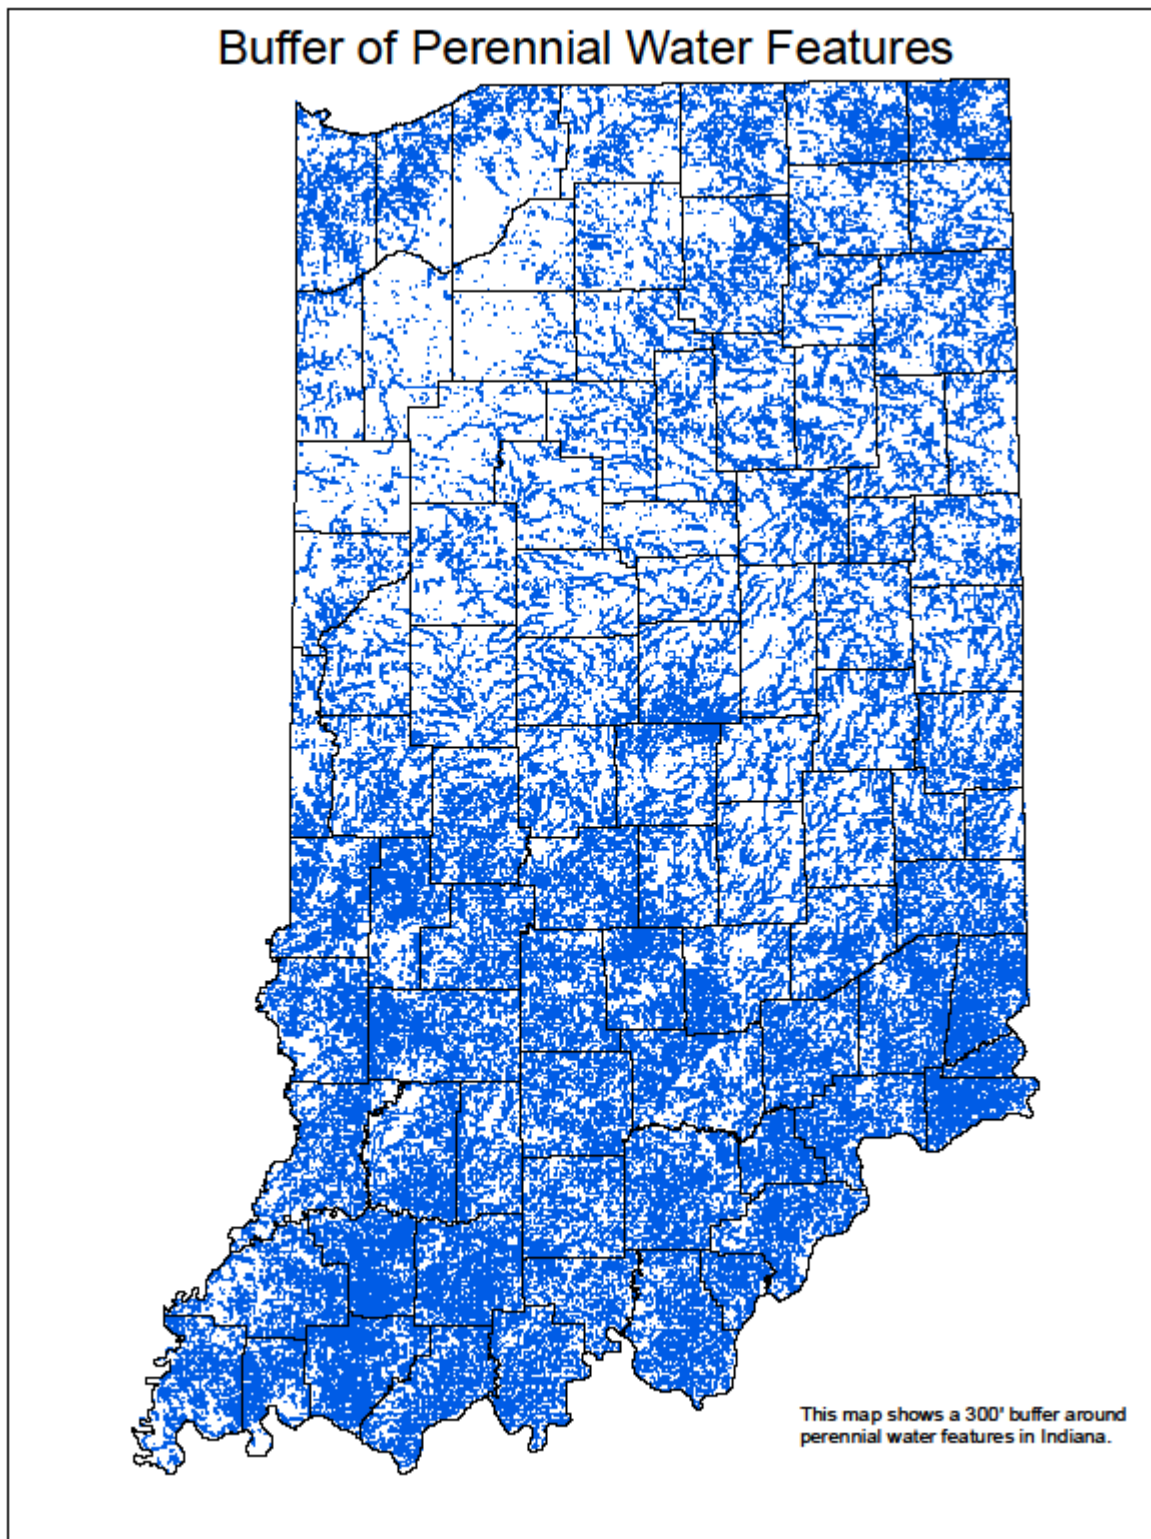 Buffer of Perennial Water Features
This map shows a 300' buffer around
perennial water features in Indiana.